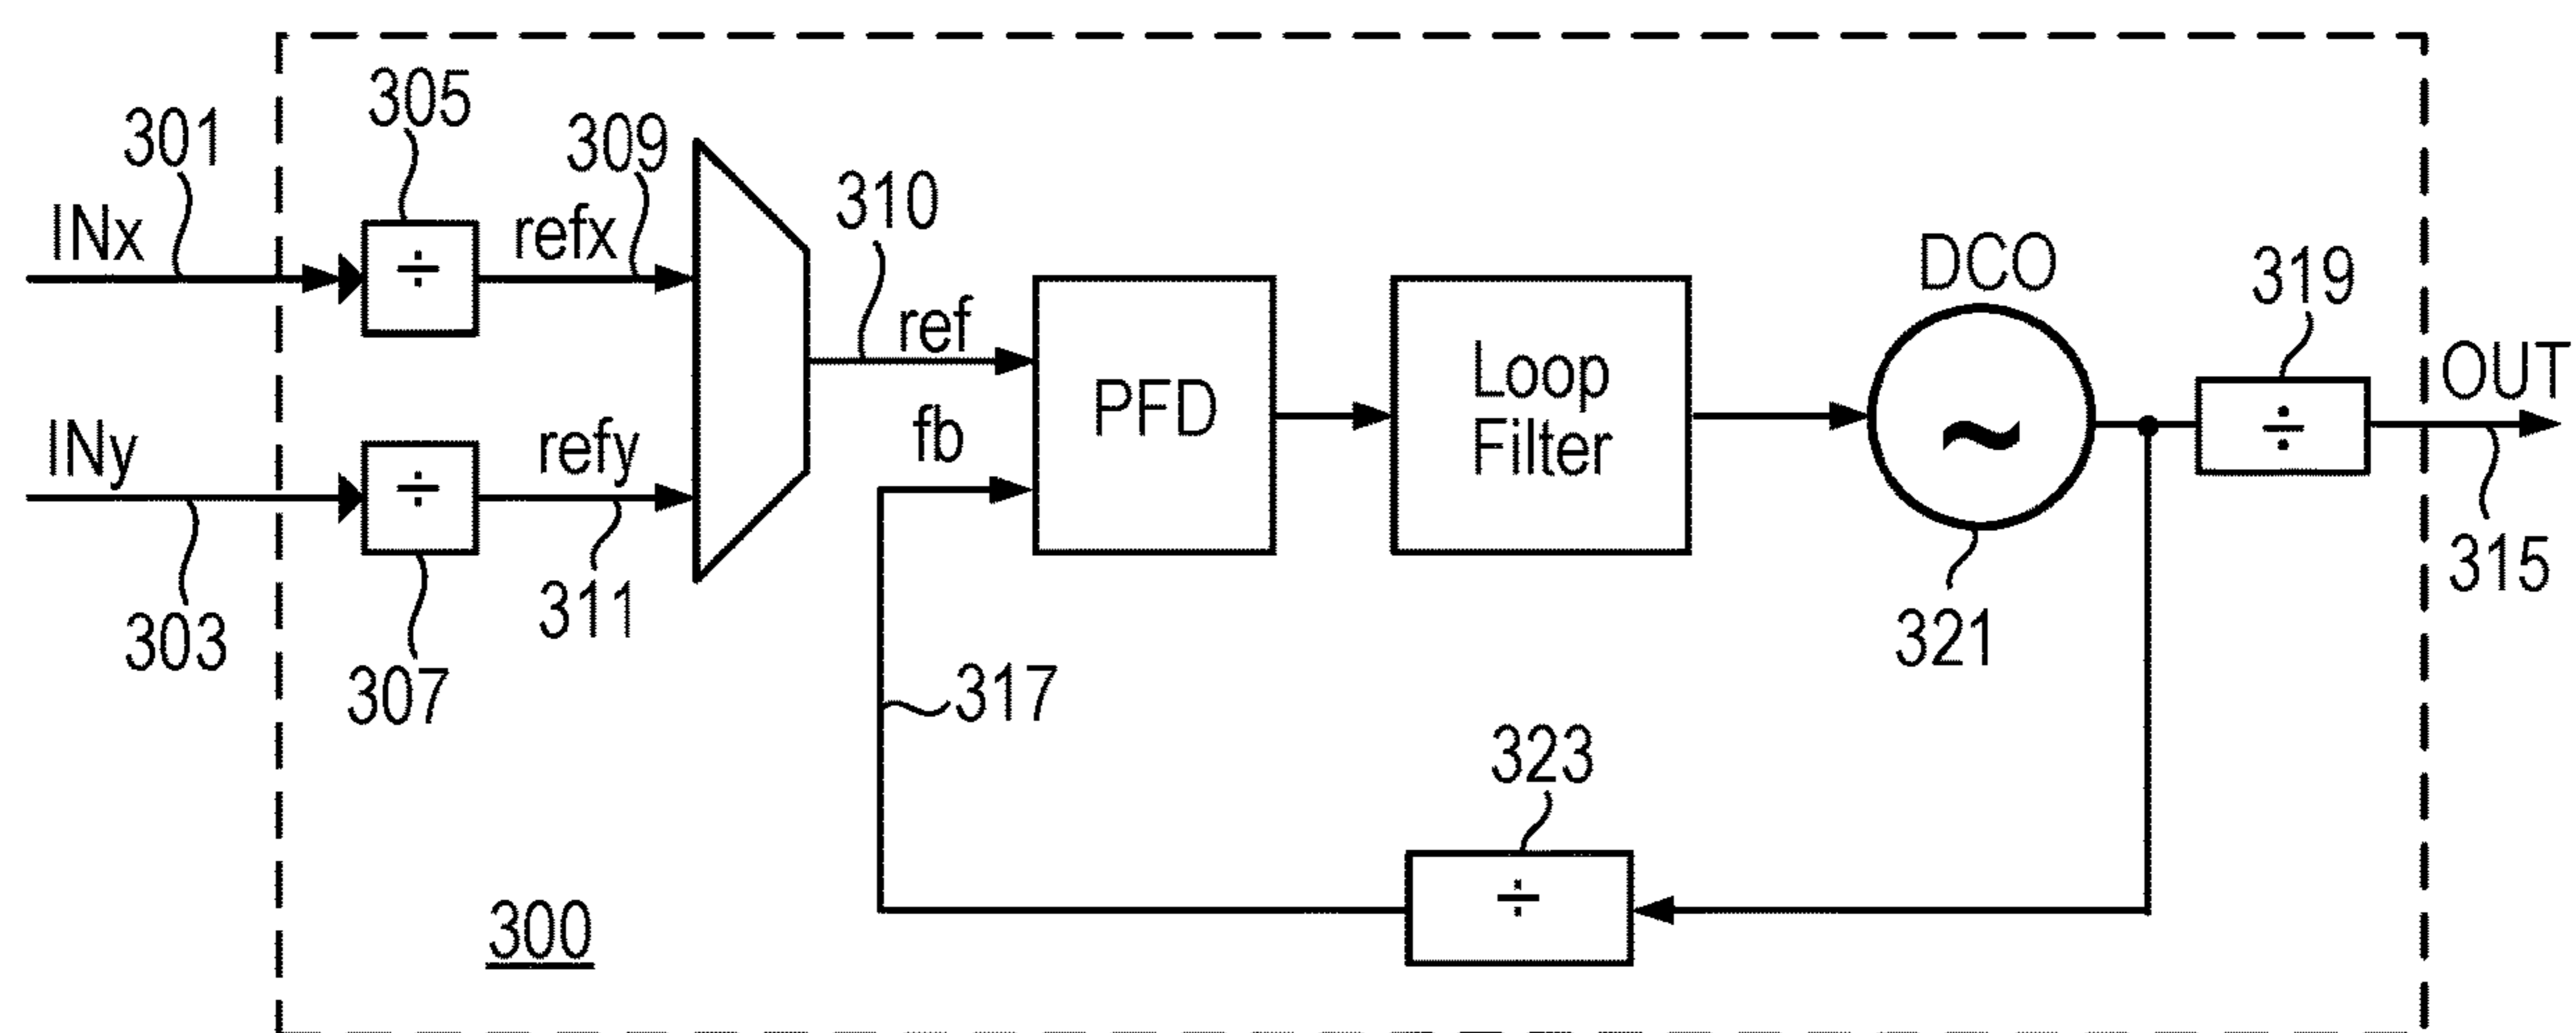 301
305
309
310
INx
÷
refx
ref
INy
÷
refy
fb
303
307
311
PFD
Loop
Filter
DCO
~
321
319
÷
OUT
315
317
323
÷
300